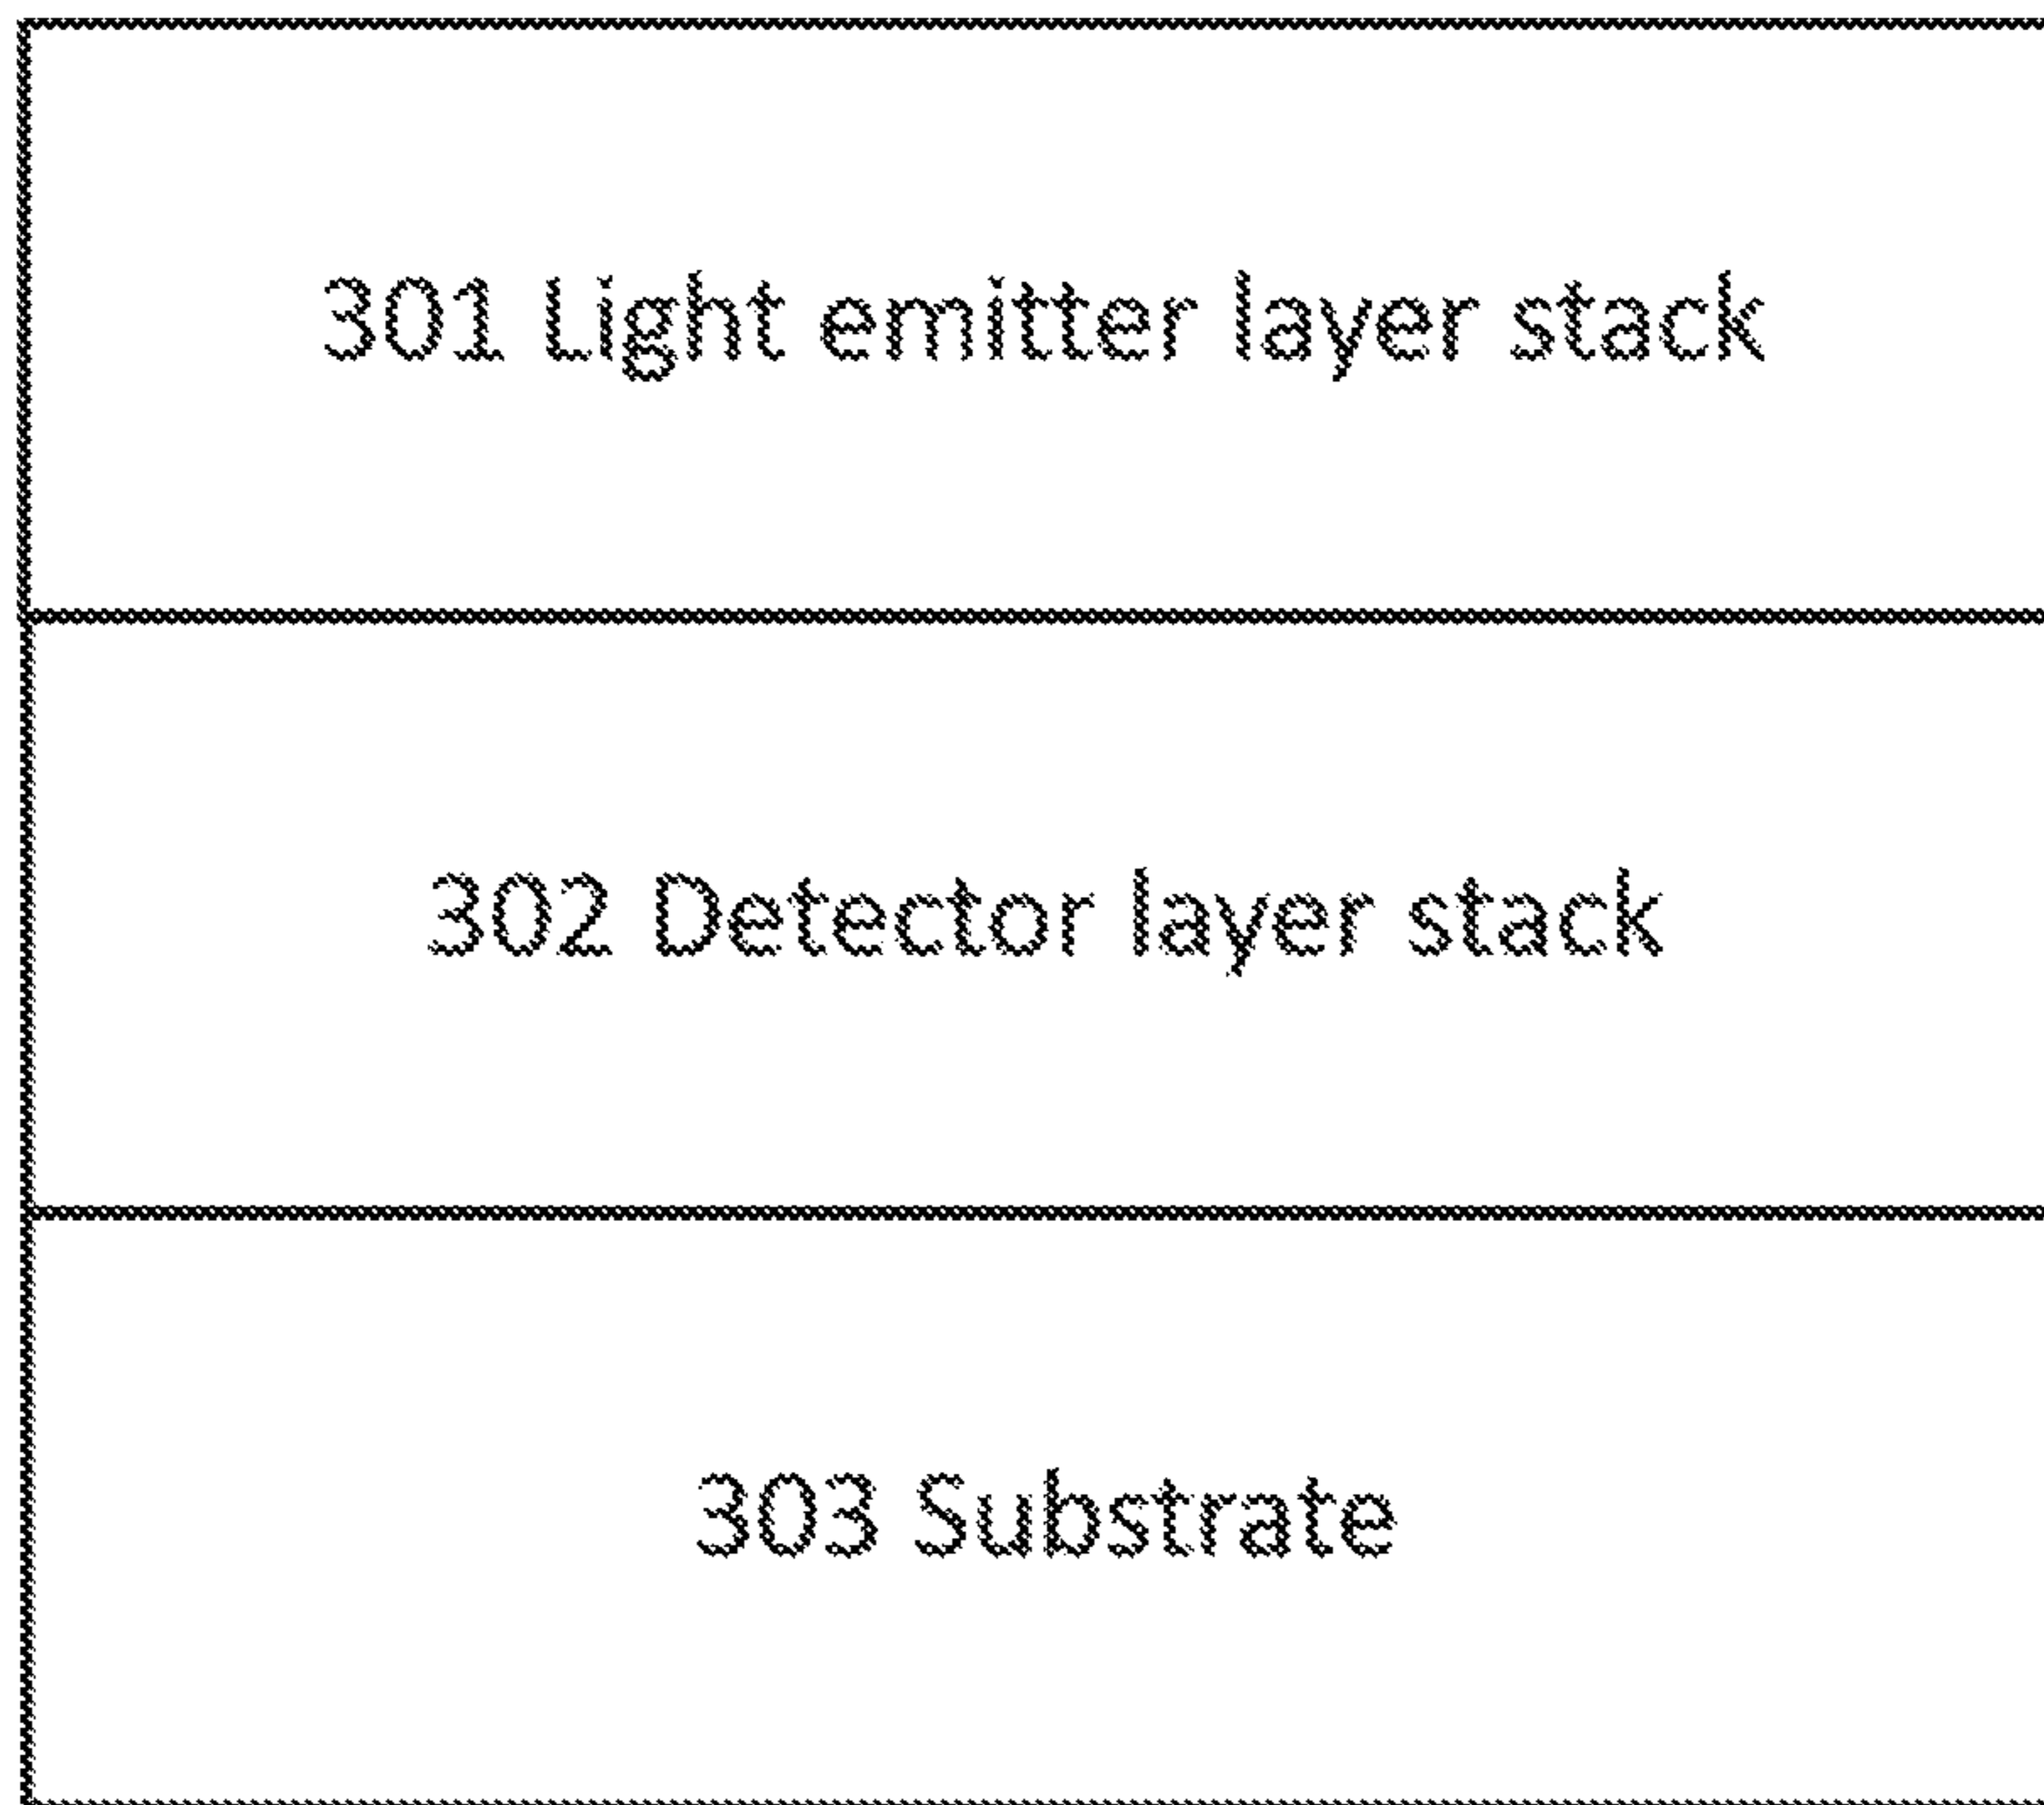 301 Light emitter layer stack
302 Detector layer stack
303 Substrate